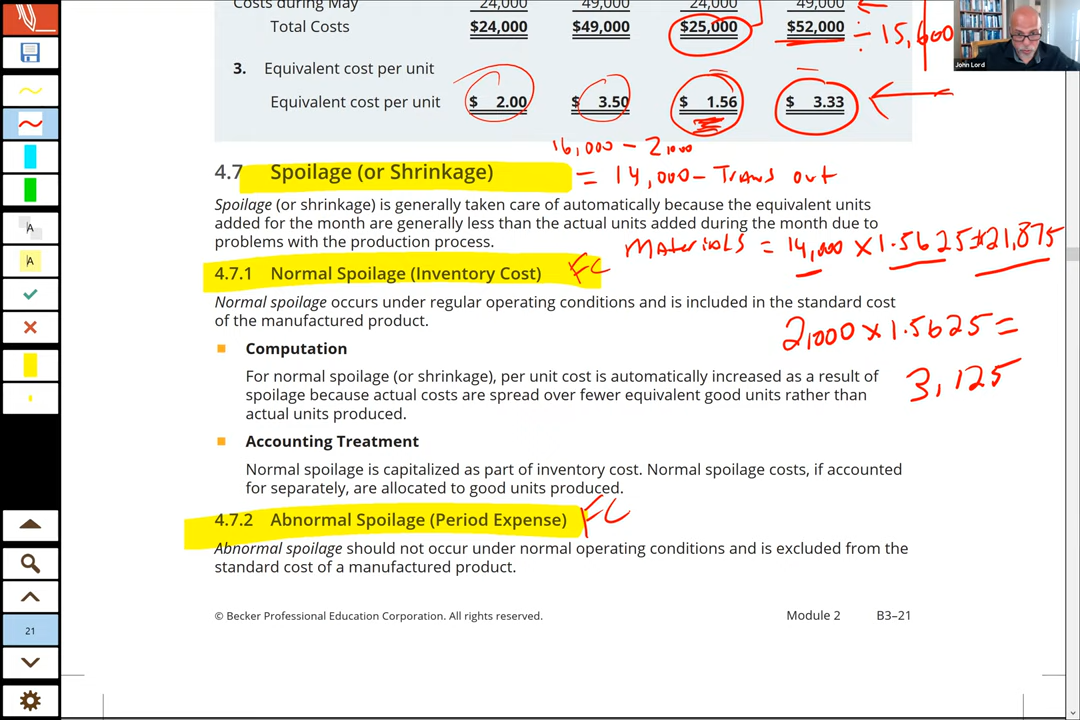 Costs during May 24,000 49,000 24,000 49,000
Total Costs $24,000 $49,000 $25,000 $52,000 ÷ 15,600
John Lord
3. Equivalent cost per unit
Equivalent cost per unit $ 2.00 $ 3.50 $ 1.56 $ 3.33
16,000 - 2,000
= 14,000 - Trans out
4.7 Spoilage (or Shrinkage)
Spoilage (or shrinkage) is generally taken care of automatically because the equivalent units
added for the month are generally less than the actual units added during the month due to
problems with the production process.
Materials = 14,000 × 1.5625 = 21,875
4.7.1 Normal Spoilage (Inventory Cost) FC
Normal spoilage occurs under regular operating conditions and is included in the standard cost
of the manufactured product.
2,000 × 1.5625 =
3,125
Computation
For normal spoilage (or shrinkage), per unit cost is automatically increased as a result of
spoilage because actual costs are spread over fewer equivalent good units rather than
actual units produced.
Accounting Treatment
Normal spoilage is capitalized as part of inventory cost. Normal spoilage costs, if accounted
for separately, are allocated to good units produced.
4.7.2 Abnormal Spoilage (Period Expense) FC
Abnormal spoilage should not occur under normal operating conditions and is excluded from the
standard cost of a manufactured product.
© Becker Professional Education Corporation. All rights reserved. Module 2 B3–21
A
A
21